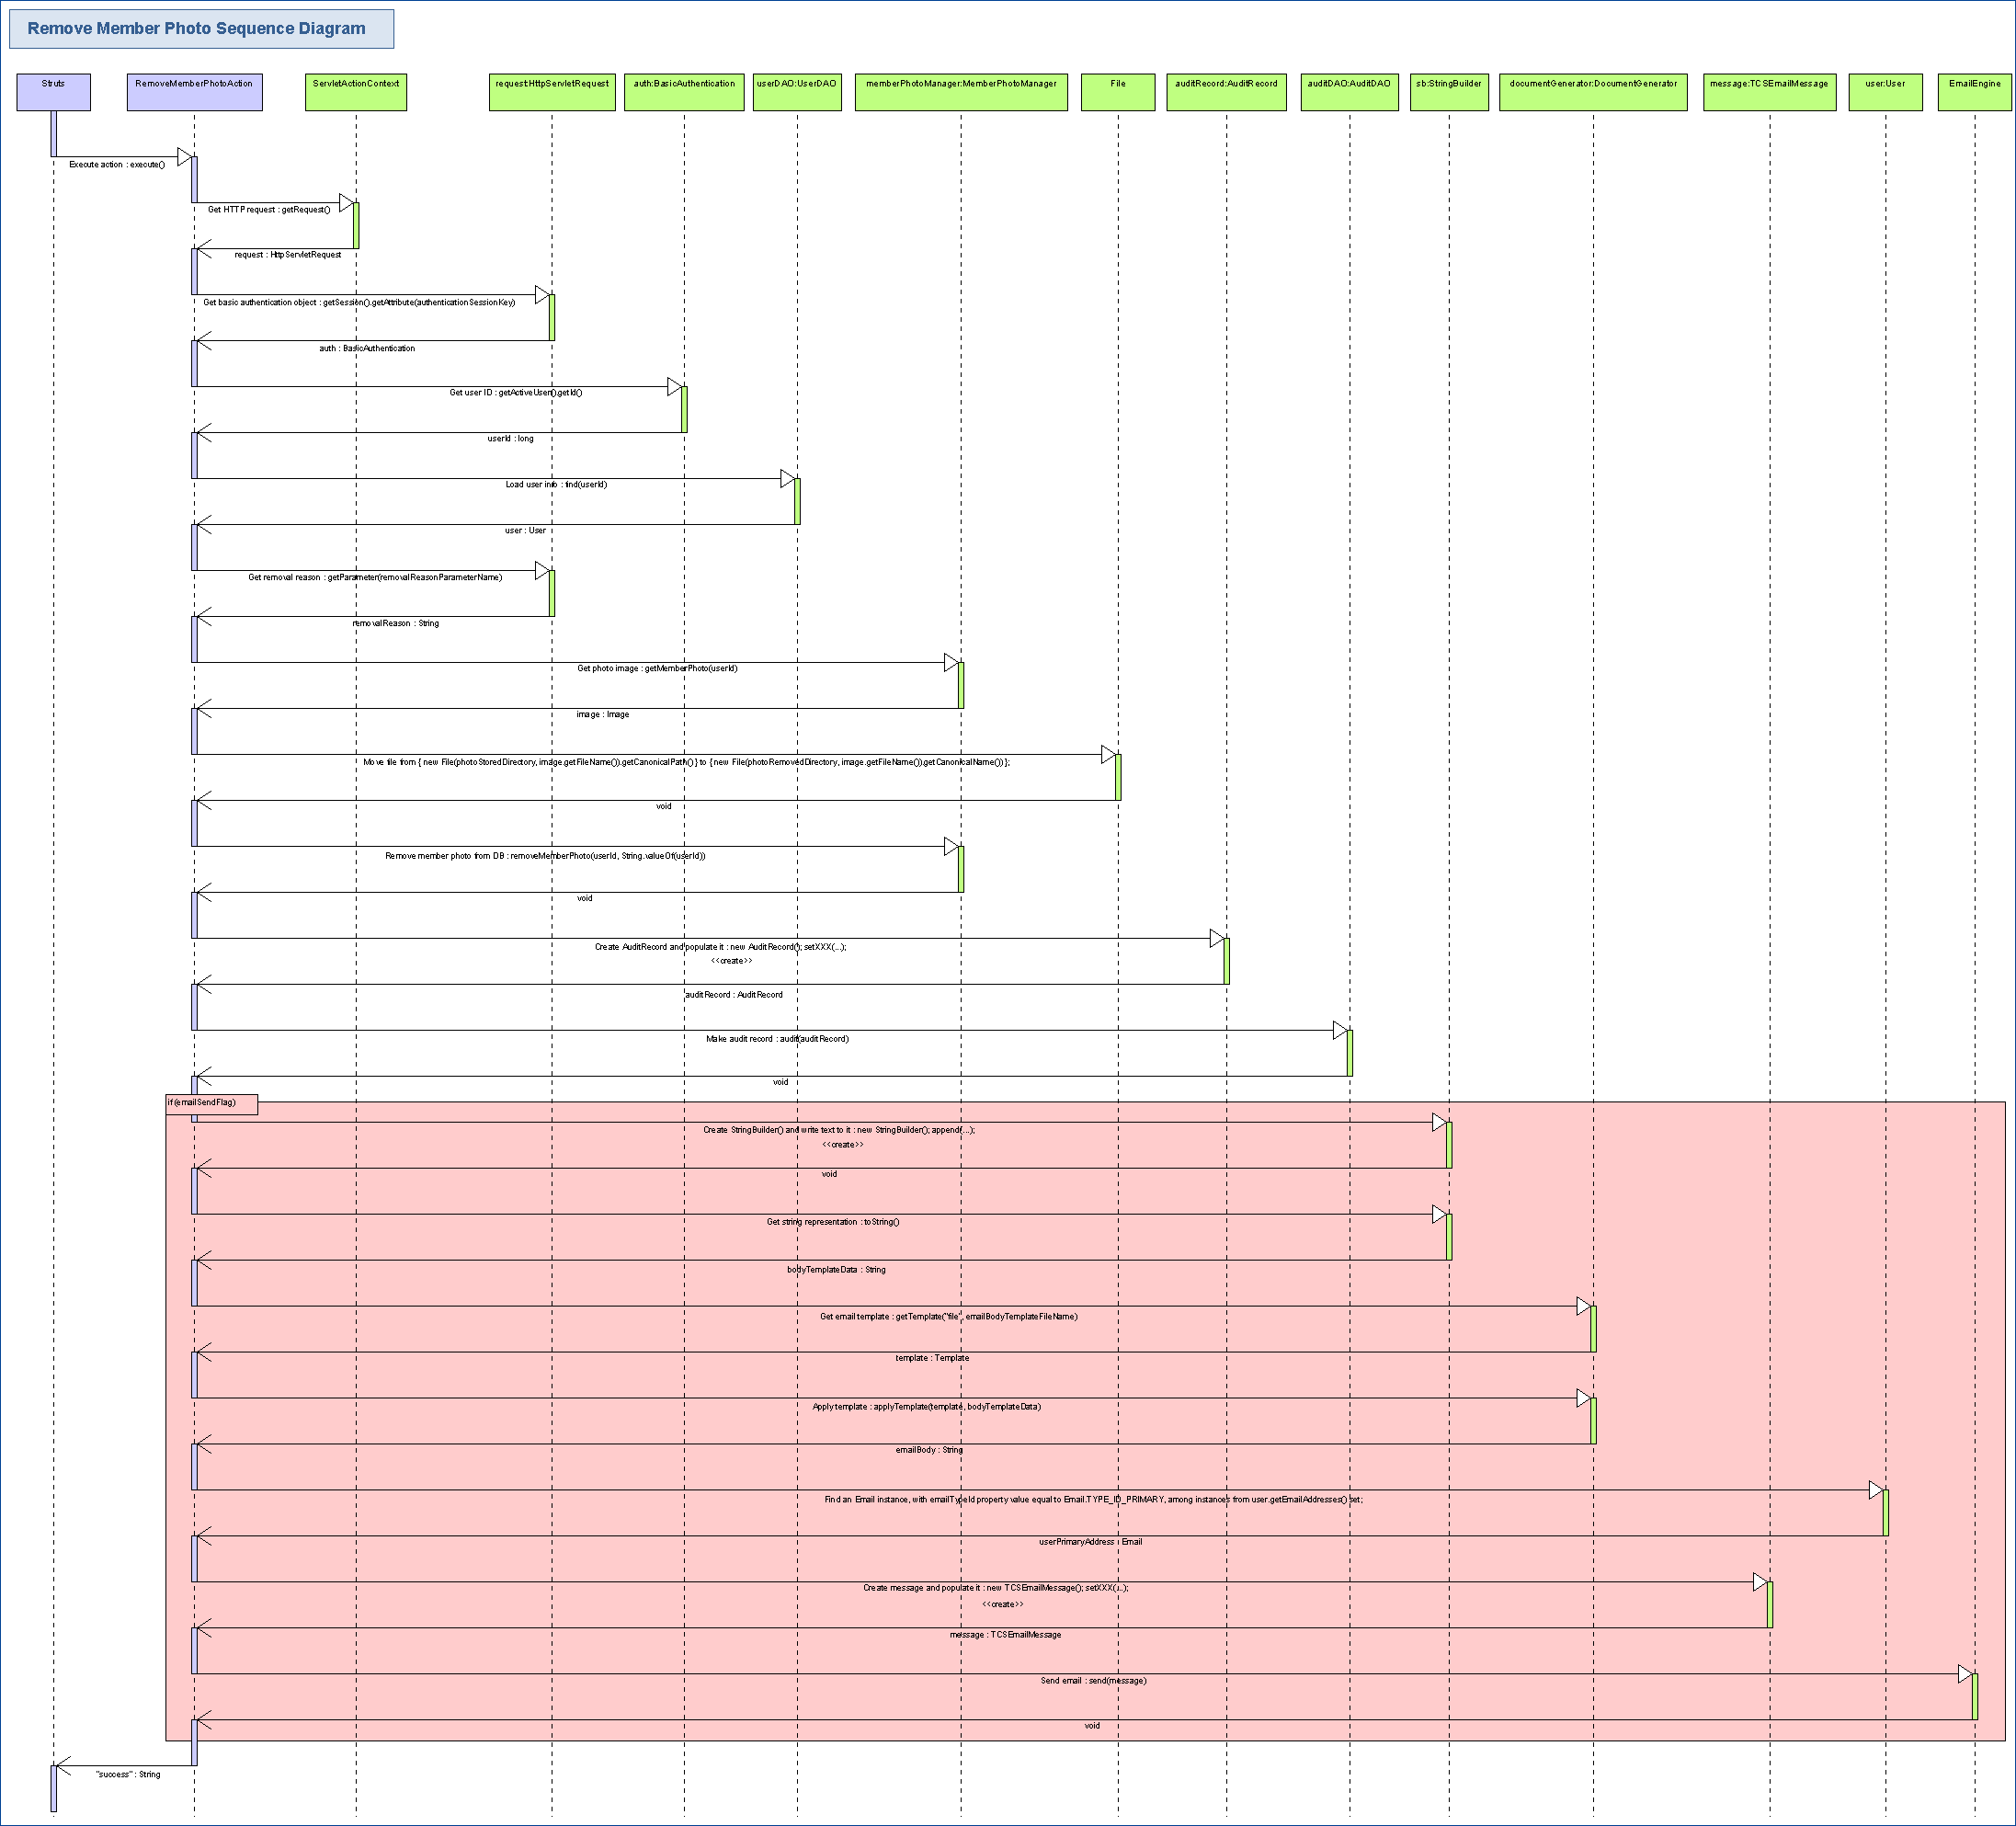 Remove Member Photo Sequence Diagram
Struts
RemoveMemberPhotoAction
ServletActionContext
request:HttpServletRequest
auth:BasicAuthentication
userDAO:UserDAO
memberPhotoManager:MemberPhotoManager
File
auditRecord:AuditRecord
auditDAO:AuditDAO
sb:StringBuilder
documentGenerator:DocumentGenerator
message:TCSEmailMessage
user:User
EmailEngine
Execute action : execute()
Get HTTP request : getRequest()
request : HttpServletRequest
Get basic authentication object : getSession().getAttribute(authenticationSessionKey)
auth : BasicAuthentication
Get user ID : getActiveUser().getId()
userId : long
Load user info : find(userId)
user : User
Get removal reason : getParameter(removalReasonParameterName)
removalReason : String
Get photo image : getMemberPhoto(userId)
image : Image
Move file from { new File(photoStoredDirectory, image.getFileName()).getCanonicalPath() } to { new File(photoRemovedDirectory, image.getFileName()).getCanonicalName()) };
void
Remove member photo from DB : removeMemberPhoto(userId, String.valueOf(userId))
void
Create AuditRecord and populate it : new AuditRecord(); setXXX(...);
<<create>>
auditRecord : AuditRecord
Make audit record : audit(auditRecord)
void
if (emailSendFlag)
Create StringBuilder() and write text to it : new StringBuilder(); append(...);
<<create>>
void
Get string representation : toString()
bodyTemplateData : String
Get email template : getTemplate("file", emailBodyTemplateFileName)
template : Template
Apply template : applyTemplate(template, bodyTemplateData)
emailBody : String
Find an Email instance, with emailTypeId property value equal to Email.TYPE_ID_PRIMARY, among instances from user.getEmailAddresses() set;
userPrimaryAddress : Email
Create message and populate it : new TCSEmailMessage(); setXXX(...);
<<create>>
message : TCSEmailMessage
Send email : send(message)
void
"success" : String